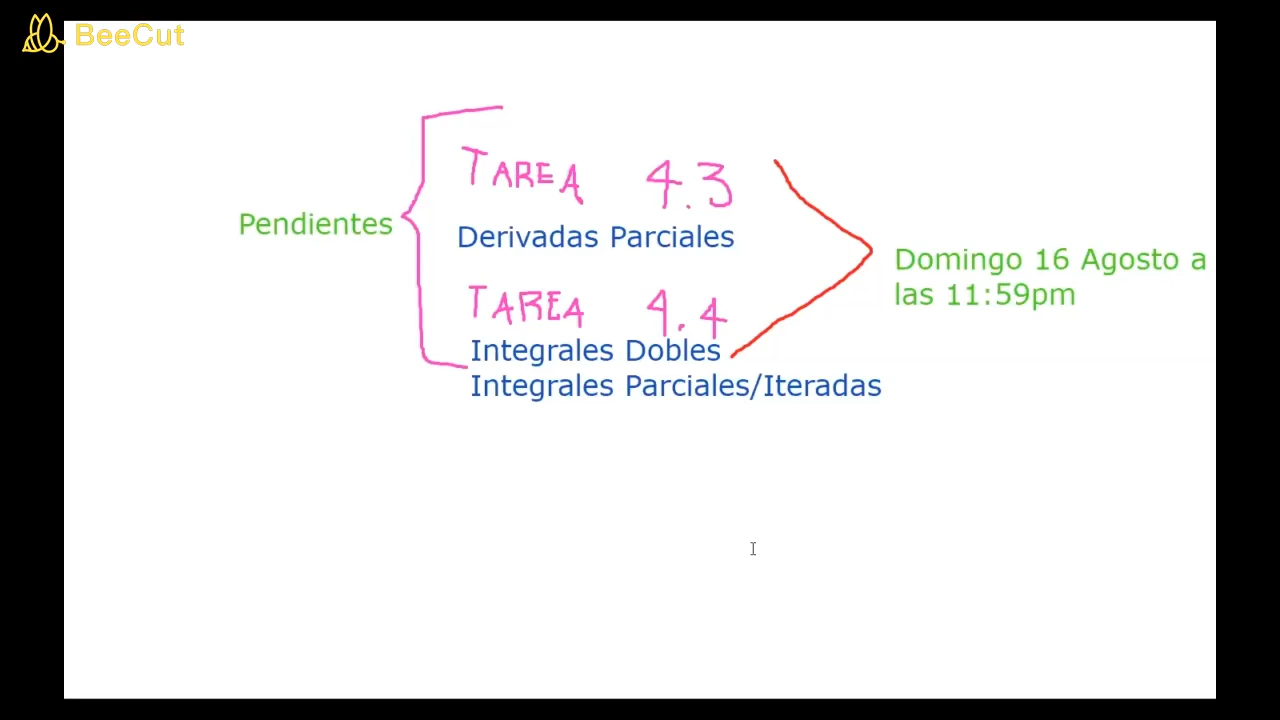 BeeCut
TAREA 4.3
Pendientes
Derivadas Parciales
Domingo 16 Agosto a
las 11:59pm
TAREA 4.4
Integrales Dobles
Integrales Parciales/Iteradas